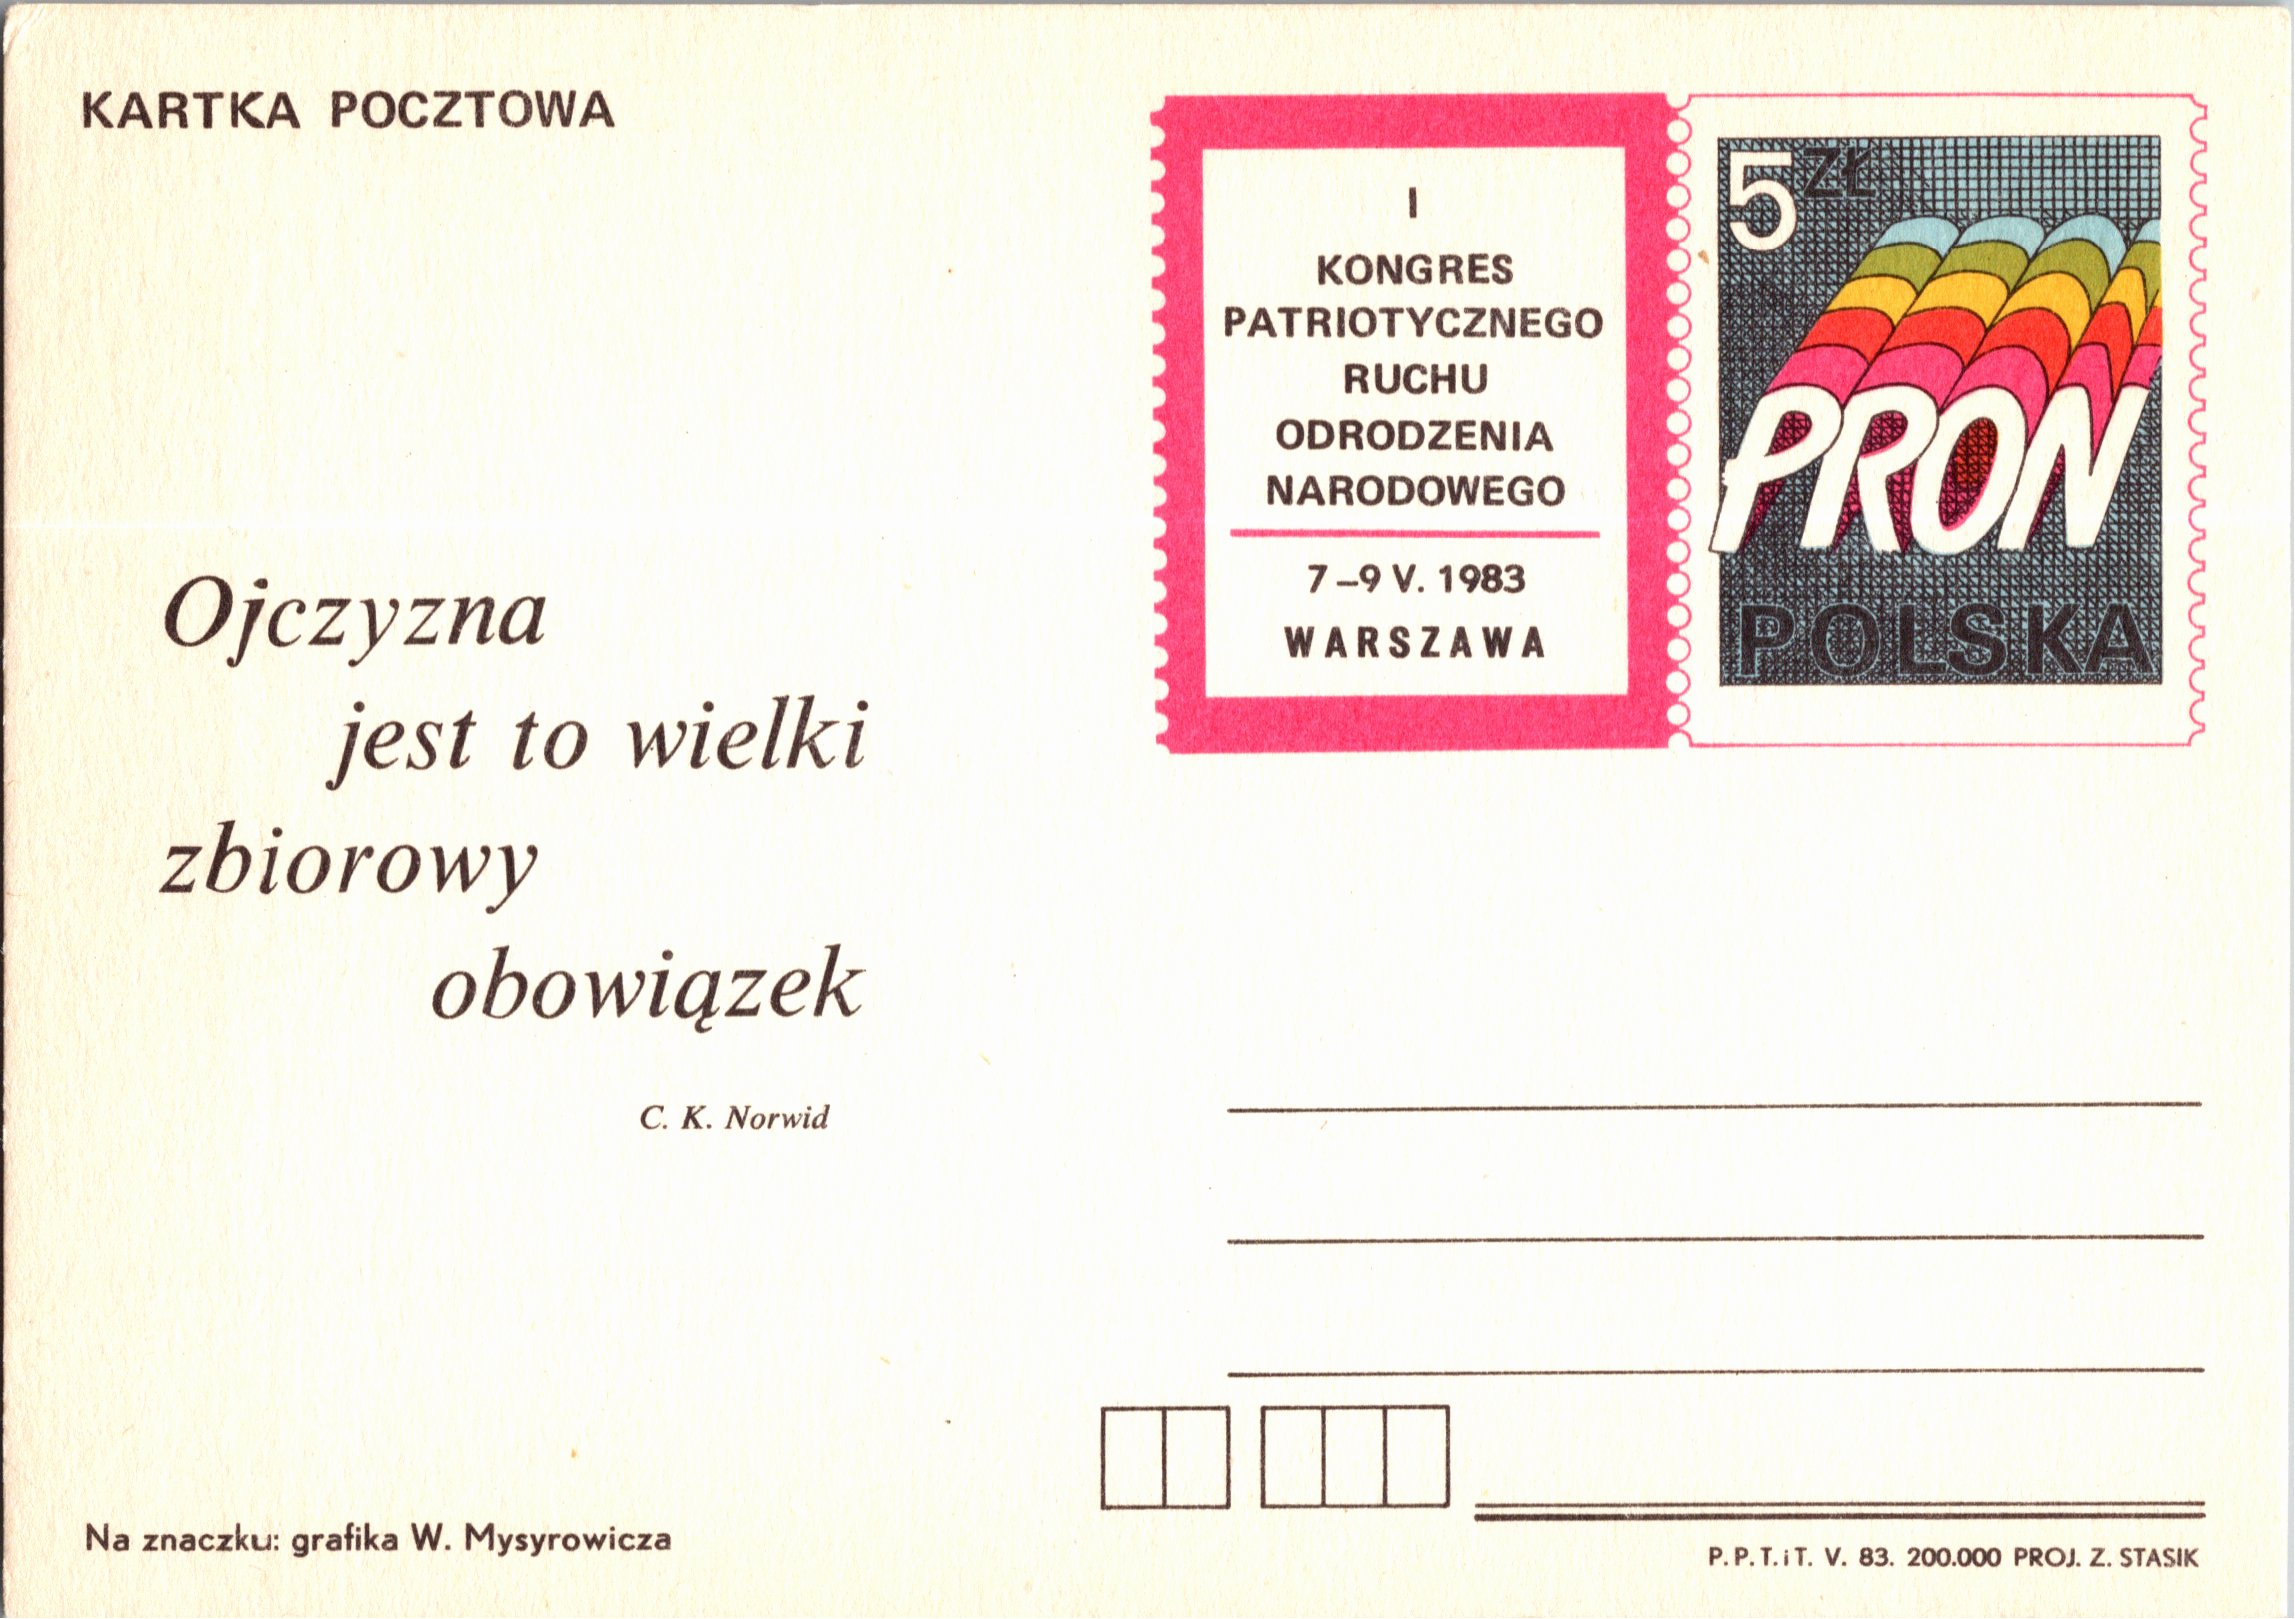 KARTKA POCZTOWA
I
KONGRES
PATRIOTYCZNEGO
RUCHU
ODRODZENIA
NARODOWEGO
7–9 V. 1983
WARSZAWA
5 ZŁ
PRON
POLSKA
Ojczyzna
jest to wielki
zbiorowy
obowiązek
C. K. Norwid
Na znaczku: grafika W. Mysyrowicza
P.P.T.iT. V. 83. 200.000 PROJ. Z. STASIK